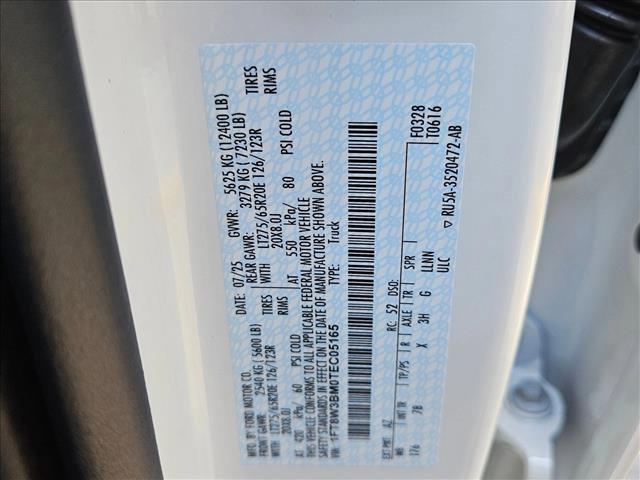 MFD. BY FORD MOTOR CO.
DATE: 07/25 GVWR: 5625 KG (12400 LB)
FRONT GAWR: 2540 KG (5600 LB) REAR GAWR: 3279 KG (7230 LB)
WITH LT275/65R20E 126/123R TIRES
20X8.0J RIMS
AT 420 kPa/ 60 PSI COLD
WITH LT275/65R20E 126/123R TIRES
20X8.0J RIMS
AT 550 kPa/ 80 PSI COLD
THIS VEHICLE CONFORMS TO ALL APPLICABLE FEDERAL MOTOR VEHICLE
SAFETY STANDARDS IN EFFECT ON THE DATE OF MANUFACTURE SHOWN ABOVE.
VIN: 1FT8W3BM0TEC05165
TYPE: Truck
F0328
T0616
EXT PNT: AZ RC: 52 DSO:
WB INT TR TP/PS R AXLE TR SPR
176 7B X 3H G LLNN
ULC
▽ RU5A-3520472-AB